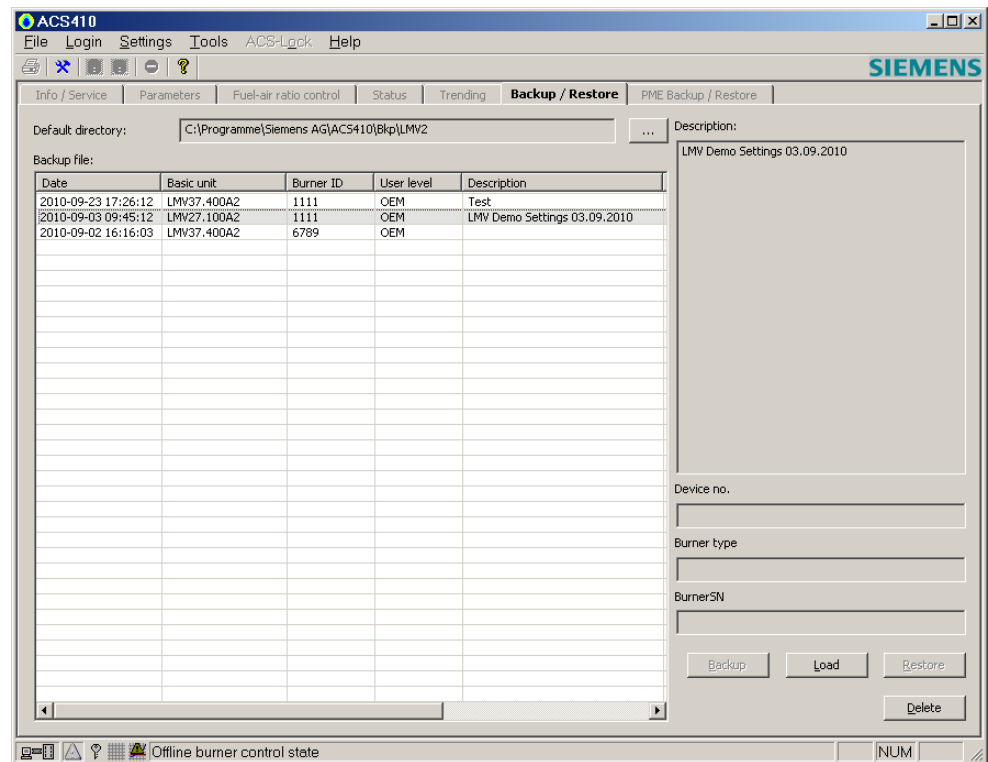 ACS410
File Login Settings Tools ACS-Lock Help
SIEMENS
Info / Service Parameters Fuel-air ratio control Status Trending Backup / Restore PME Backup / Restore
Default directory: C:\Programme\Siemens AG\ACS410\Bkp\LMV2 ...
Description:
LMV Demo Settings 03.09.2010
Backup file:
Date Basic unit Burner ID User level Description
2010-09-23 17:26:12 LMV37.400A2 1111 OEM Test
2010-09-03 09:45:12 LMV27.100A2 1111 OEM LMV Demo Settings 03.09.2010
2010-09-02 16:16:03 LMV37.400A2 6789 OEM
Device no.
Burner type
BurnerSN
Backup Load Restore
Delete
Offline burner control state NUM